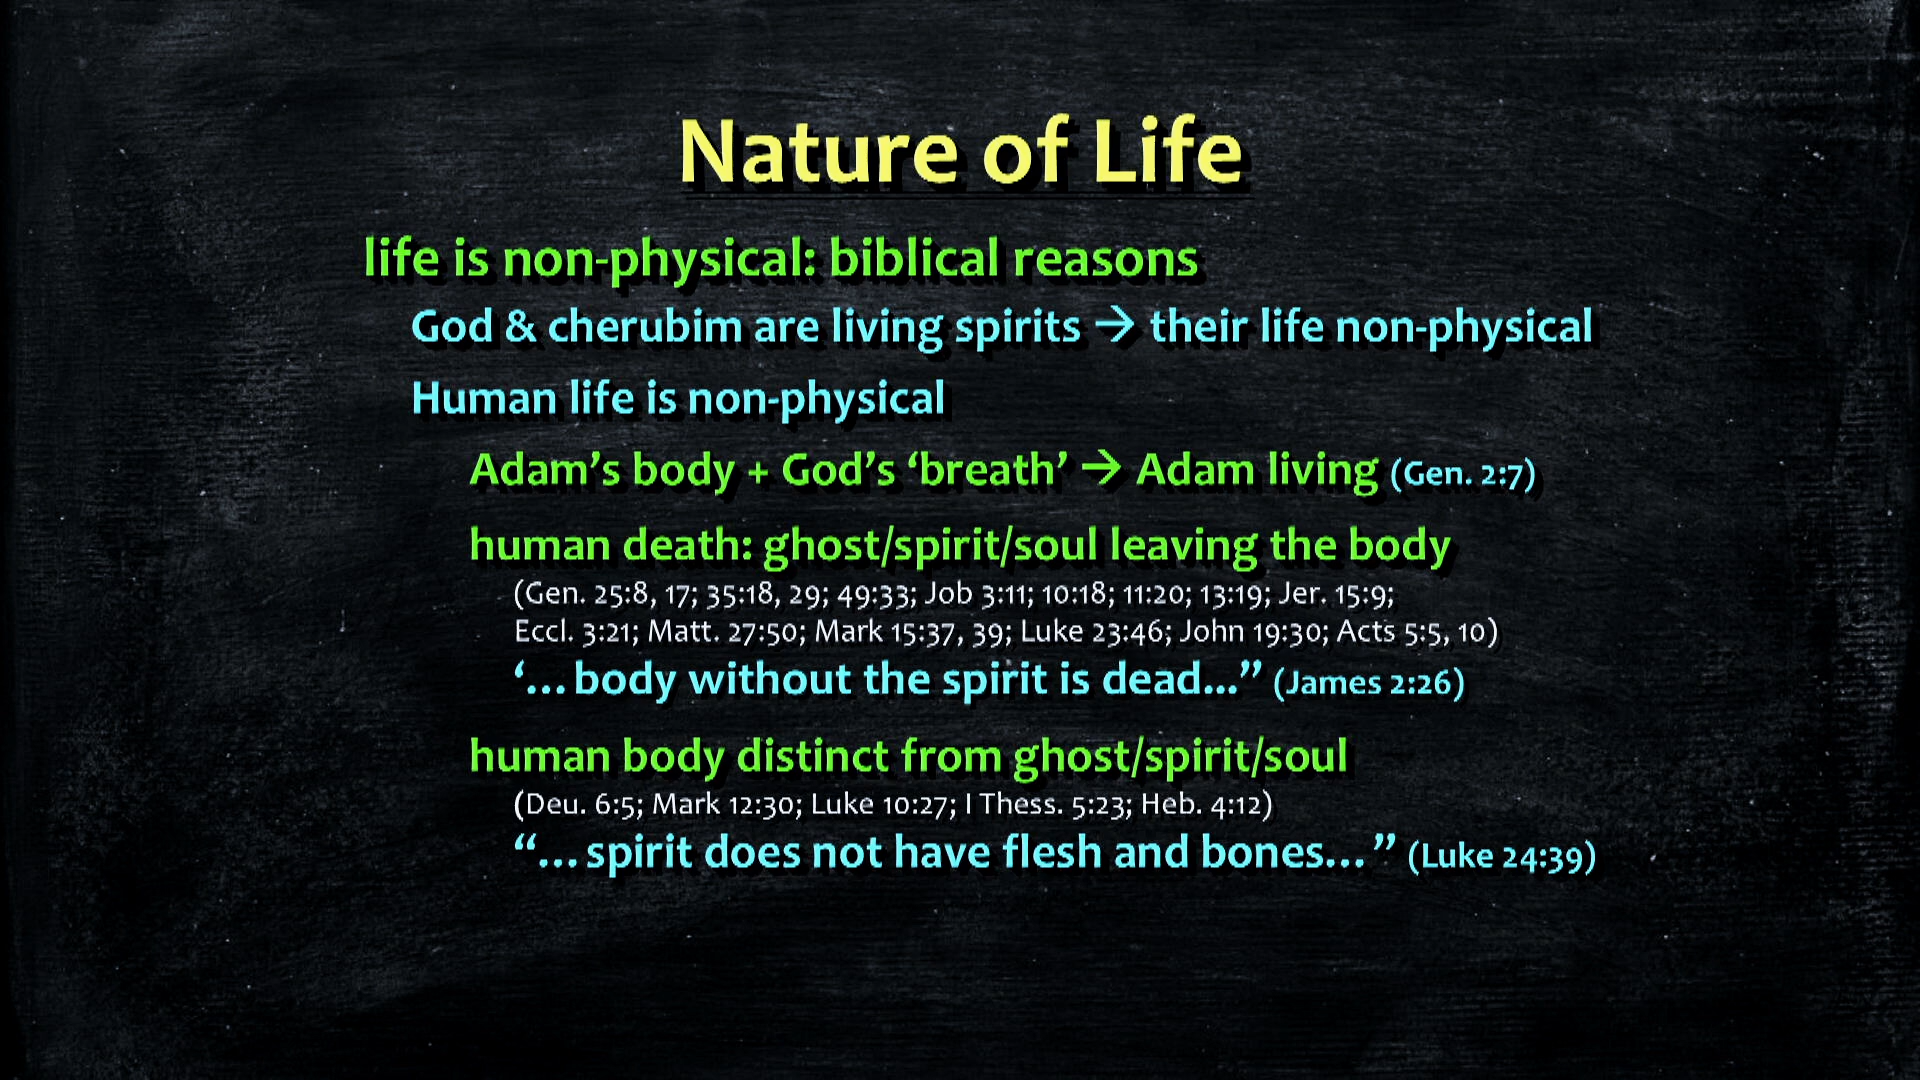 Nature of Life
life is non-physical: biblical reasons
God & cherubim are living spirits → their life non-physical
Human life is non-physical
Adam’s body + God’s ‘breath’ → Adam living (Gen. 2:7)
human death: ghost/spirit/soul leaving the body
(Gen. 25:8, 17; 35:18, 29; 49:33; Job 3:11; 10:18; 11:20; 13:19; Jer. 15:9;
Eccl. 3:21; Matt. 27:50; Mark 15:37, 39; Luke 23:46; John 19:30; Acts 5:5, 10)
‘… body without the spirit is dead...” (James 2:26)
human body distinct from ghost/spirit/soul
(Deu. 6:5; Mark 12:30; Luke 10:27; I Thess. 5:23; Heb. 4:12)
“… spirit does not have flesh and bones… ” (Luke 24:39)